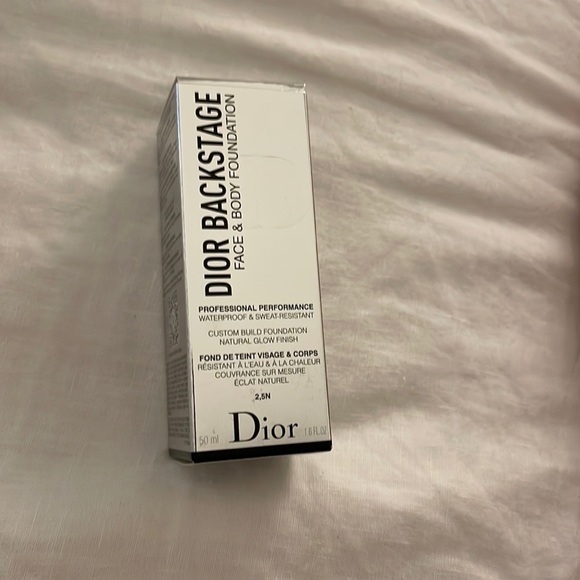 DIOR BACKSTAGE
FACE & BODY FOUNDATION
PROFESSIONAL PERFORMANCE
WATERPROOF & SWEAT-RESISTANT
CUSTOM BUILD FOUNDATION
NATURAL GLOW FINISH
FOND DE TEINT VISAGE & CORPS
RÉSISTANT À L'EAU & À LA CHALEUR
COUVRANCE SUR MESURE
ÉCLAT NATUREL
2,5N
50 ml Dior 1.6 FL.OZ